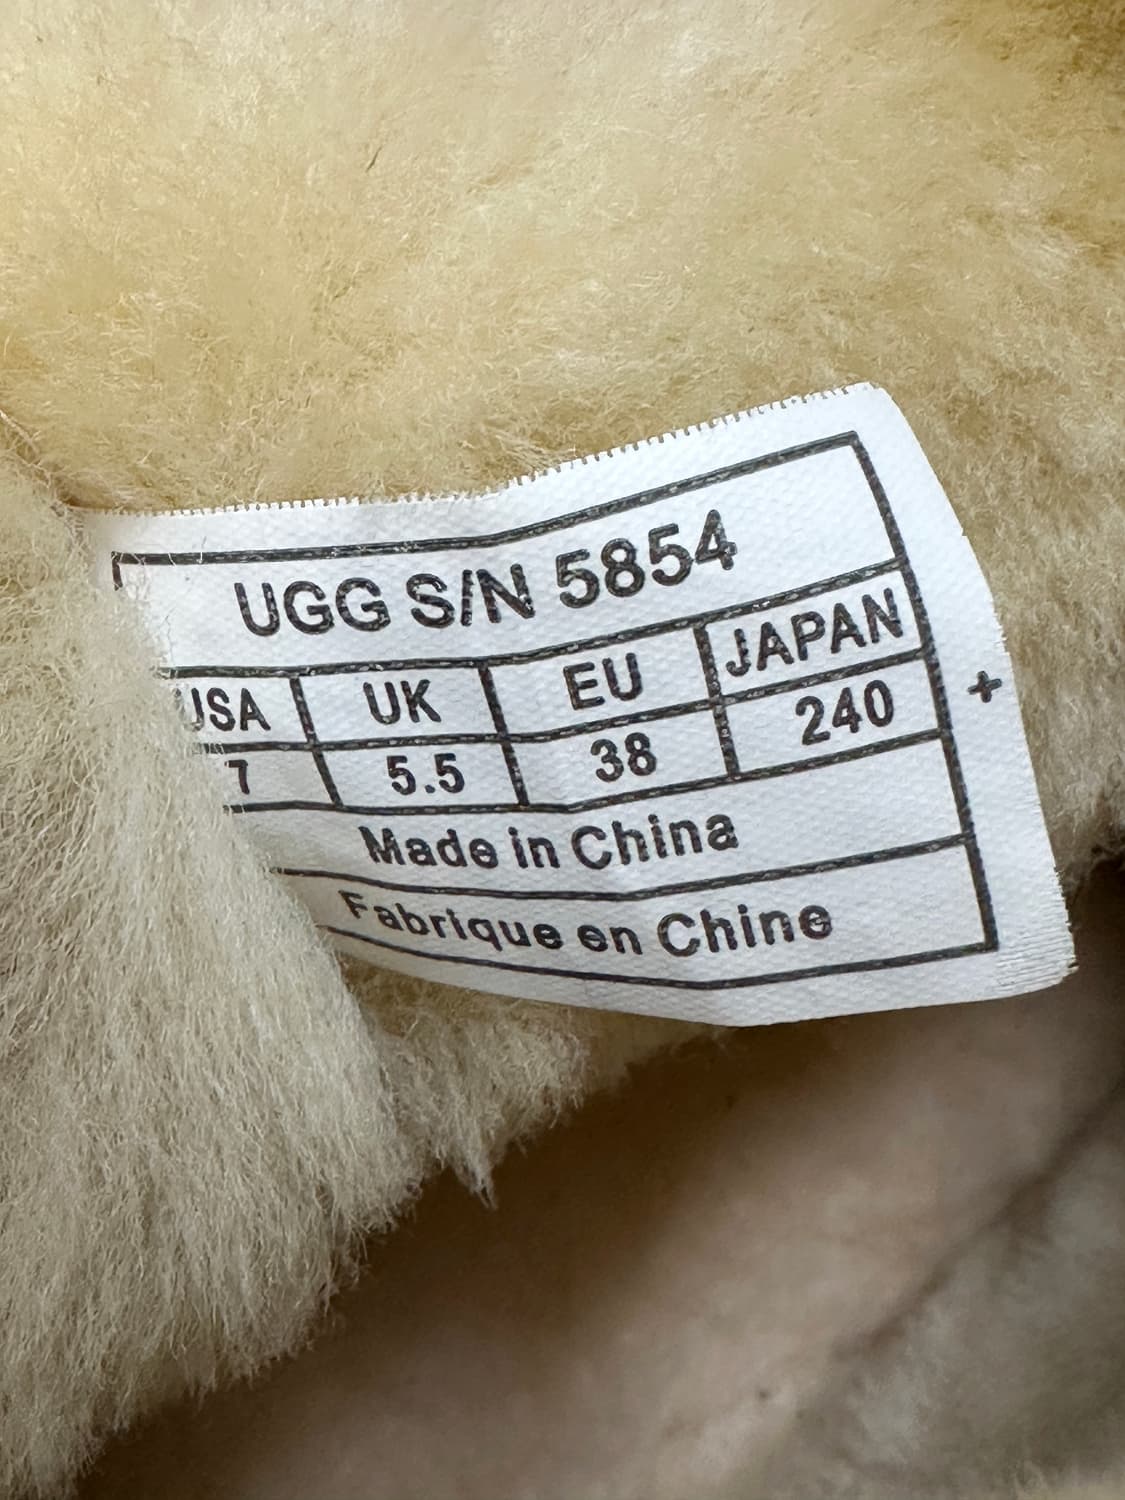 UGG S/N 5854
USA UK EU JAPAN
7 5.5 38 240
+
Made in China
Fabrique en Chine